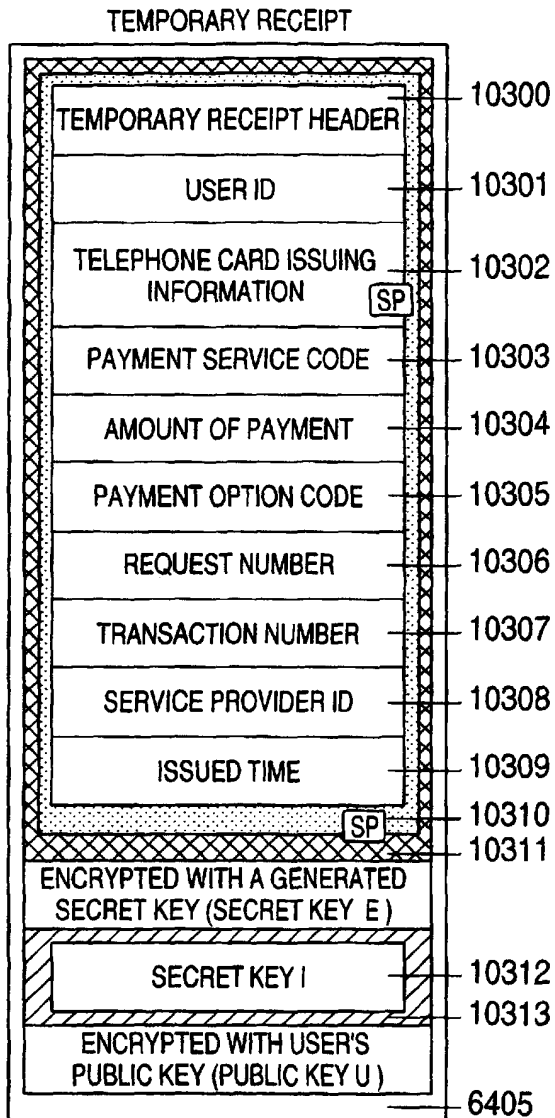 TEMPORARY RECEIPT
TEMPORARY RECEIPT HEADER
10300
USER ID
10301
TELEPHONE CARD ISSUING
INFORMATION
10302
SP
PAYMENT SERVICE CODE
10303
AMOUNT OF PAYMENT
10304
PAYMENT OPTION CODE
10305
REQUEST NUMBER
10306
TRANSACTION NUMBER
10307
SERVICE PROVIDER ID
10308
ISSUED TIME
10309
SP
10310
10311
ENCRYPTED WITH A GENERATED
SECRET KEY (SECRET KEY E)
SECRET KEY I
10312
10313
ENCRYPTED WITH USER'S
PUBLIC KEY (PUBLIC KEY U)
6405